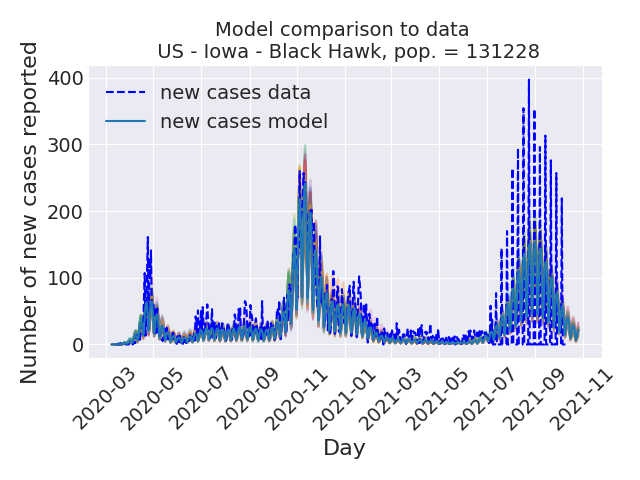 Model comparison to data
US - Iowa - Black Hawk, pop. = 131228
Number of new cases reported
400
300
200
100
0
new cases data
new cases model
2020-03
2020-05
2020-07
2020-09
2020-11
2021-01
2021-03
2021-05
2021-07
2021-09
2021-11
Day